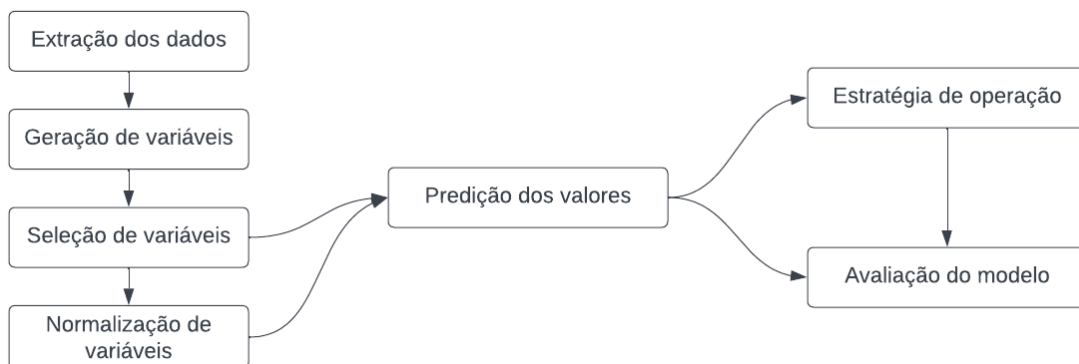 Extração dos dados
Geração de variáveis
Seleção de variáveis
Normalização de
variáveis
Predição dos valores
Estratégia de operação
Avaliação do modelo